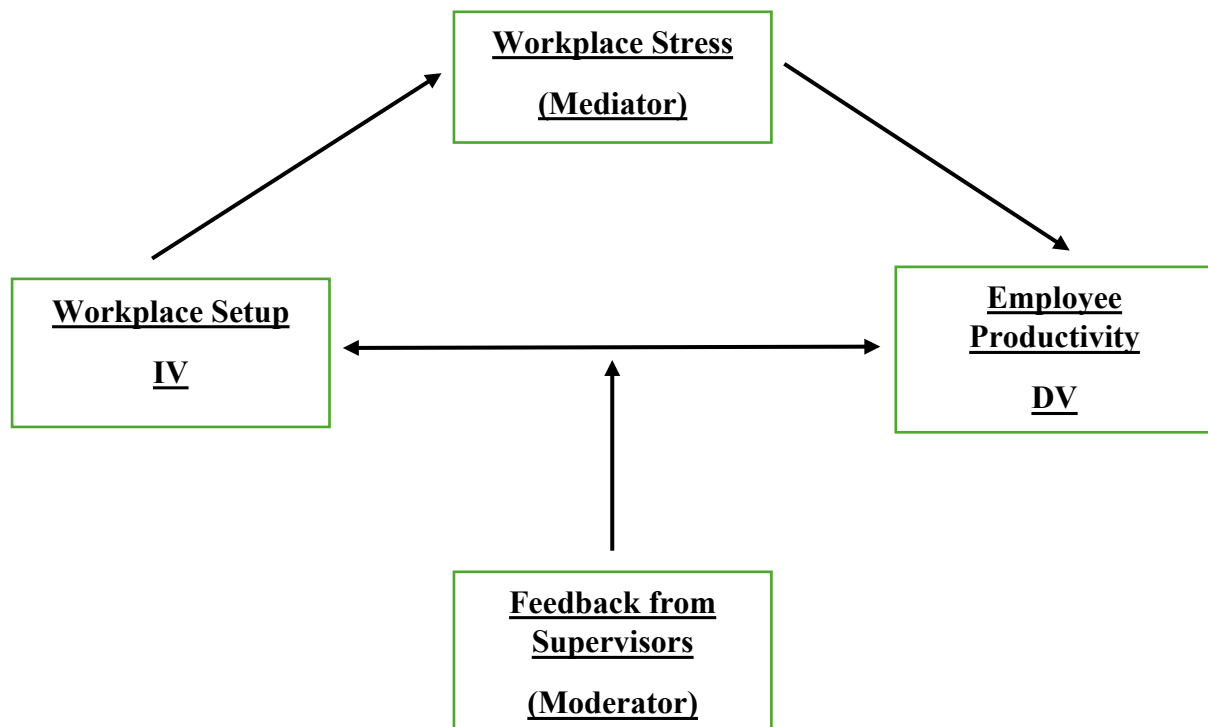 Workplace Stress
(Mediator)
Workplace Setup
IV
Employee
Productivity
DV
Feedback from
Supervisors
(Moderator)